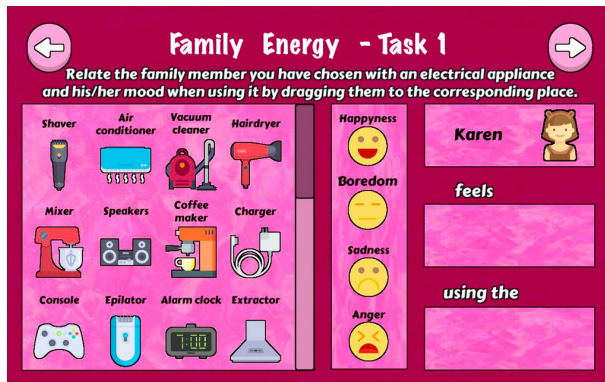 Family Energy - Task 1
Relate the family member you have chosen with an electrical appliance
and his/her mood when using it by dragging them to the corresponding place.
Shaver
Air
conditioner
Vacuum
cleaner
Hairdryer
Mixer
Speakers
Coffee
maker
Charger
Console
Epilator
Alarm clock
Extractor
7:00
Happyness
Boredom
Sadness
Anger
Karen
feels
using the